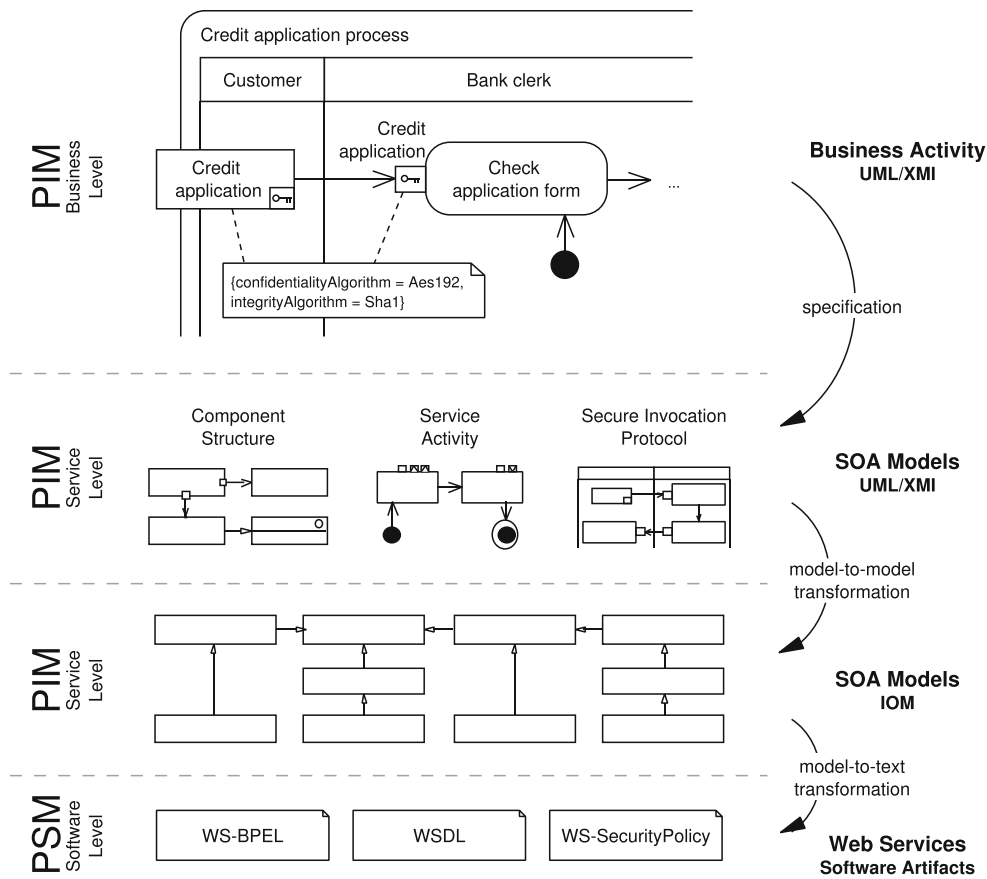 Credit application process
Customer
Bank clerk
PIM
Business
Level
Credit
application
Credit
application
Check
application form
...
{confidentialityAlgorithm = Aes192,
integrityAlgorithm = Sha1}
Business Activity
UML/XMI
specification
PIM
Service
Level
Component
Structure
Service
Activity
Secure Invocation
Protocol
SOA Models
UML/XMI
model-to-model
transformation
PIM
Service
Level
SOA Models
IOM
model-to-text
transformation
PSM
Software
Level
WS-BPEL
WSDL
WS-SecurityPolicy
Web Services
Software Artifacts